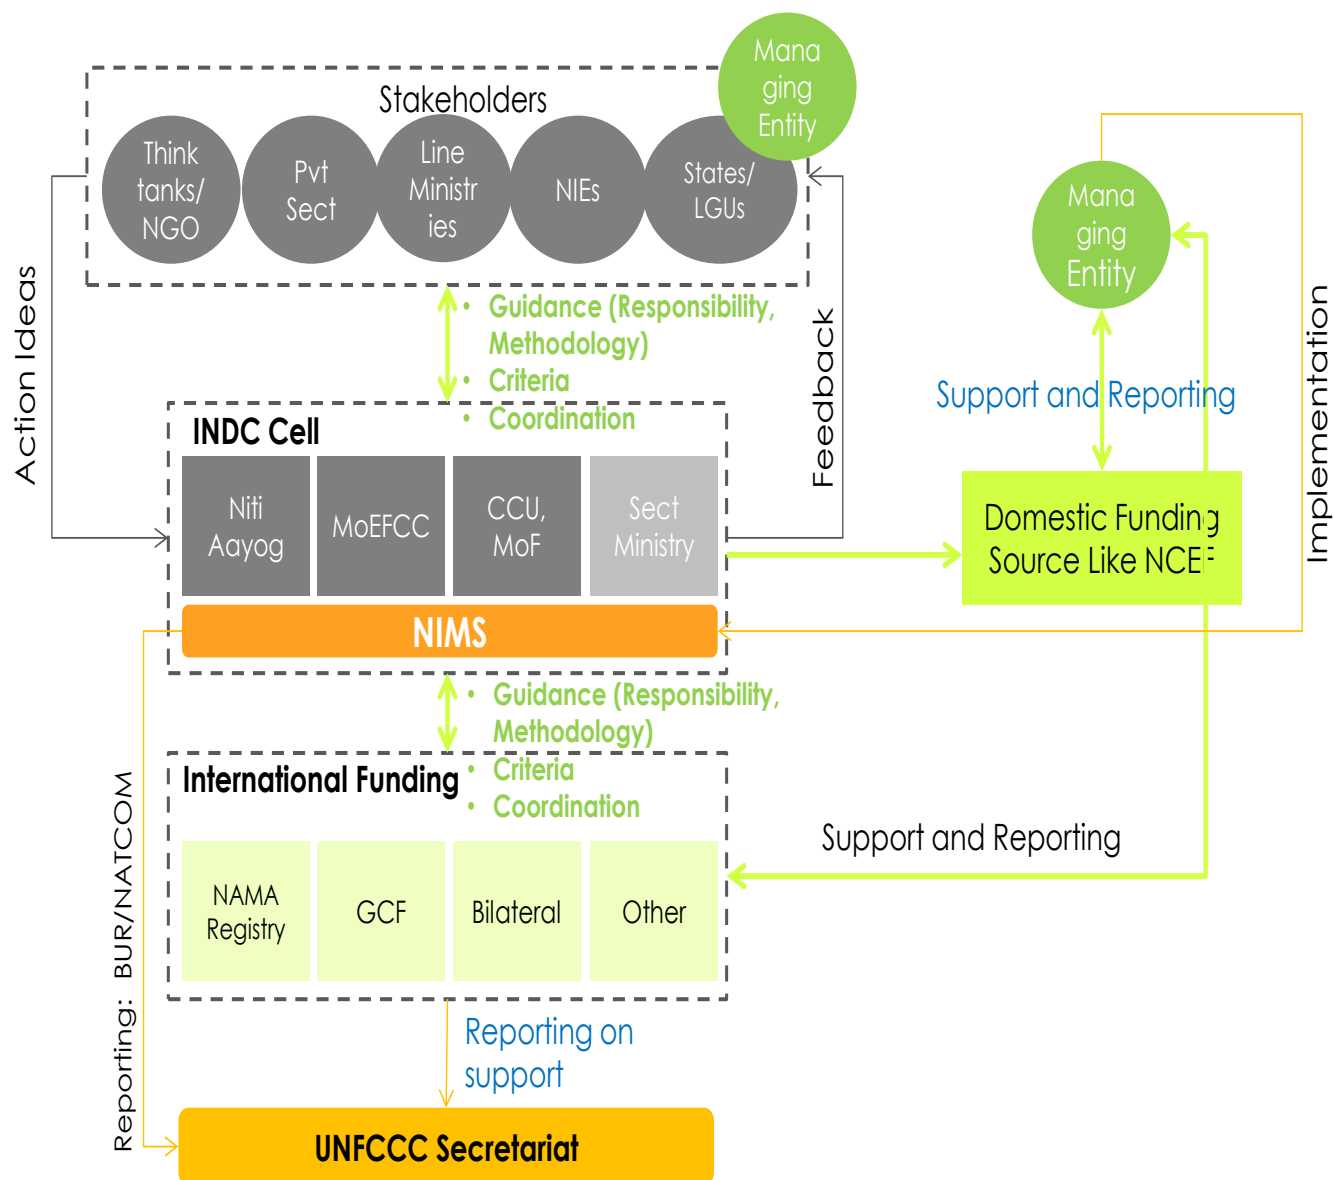 Mana
ging
Entity
Stakeholders
Think
tanks/
NGO
Pvt
Sect
Line
Ministr
ies
NIEs
States/
LGUs
Mana
ging
Entity
Action Ideas
• Guidance (Responsibility,
Methodology)
• Criteria
• Coordination
Feedback
Support and Reporting
Implementation
INDC Cell
Niti
Aayog
MoEFCC
CCU,
MoF
Sect
Ministry
NIMS
Domestic Funding
Source Like NCEF
• Guidance (Responsibility,
Methodology)
• Criteria
• Coordination
International Funding
NAMA
Registry
GCF
Bilateral
Other
Support and Reporting
Reporting: BUR/NATCOM
Reporting on
support
UNFCCC Secretariat